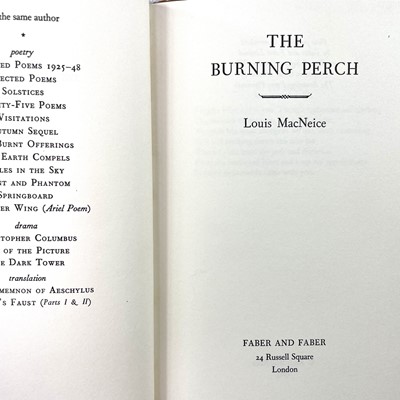 the same author
*
poetry
ED POEMS 1925–48
ECTED POEMS
SOLSTICES
TY-FIVE POEMS
VISITATIONS
TUMN SEQUEL
BURNT OFFERINGS
EARTH COMPELS
LES IN THE SKY
ST AND PHANTOM
SPRINGBOARD
ER WING (Ariel Poem)
drama
TOPHER COLUMBUS
OF THE PICTURE
E DARK TOWER
translation
MEMNON OF AESCHYLUS
'S FAUST (Parts I & II)
THE
BURNING PERCH
Louis MacNeice
FABER AND FABER
24 Russell Square
London